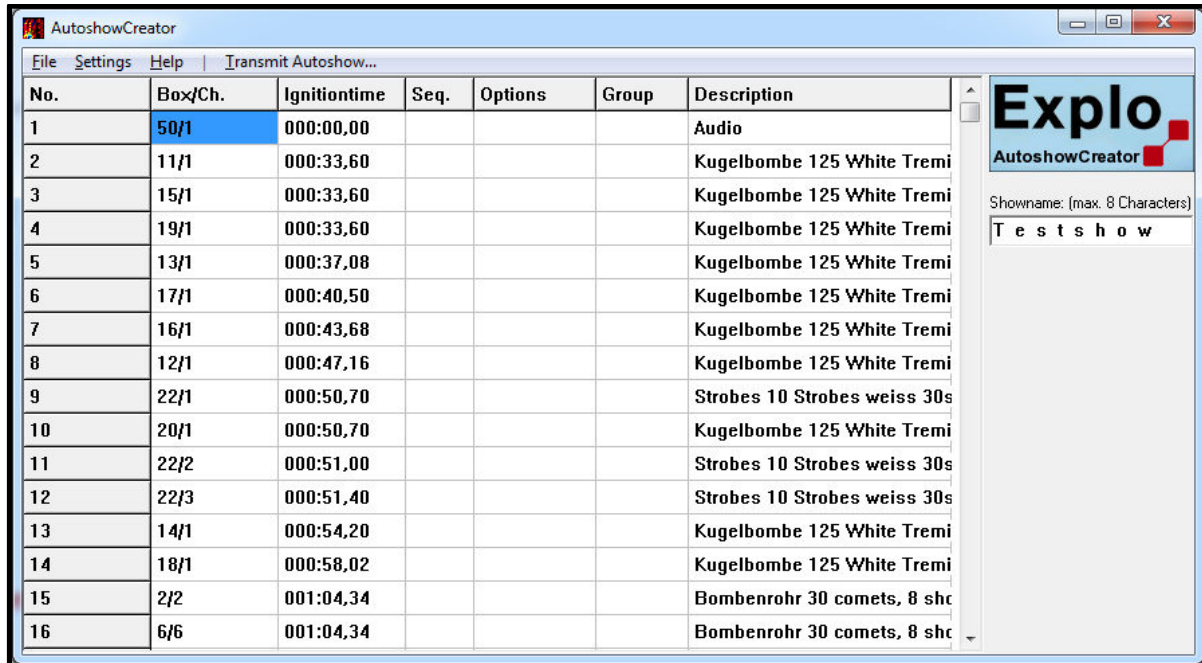 AutoshowCreator
File Settings Help | Transmit Autoshow...
No. Box/Ch. Ignitiontime Seq. Options Group Description
1 50/1 000:00,00 Audio
2 11/1 000:33,60 Kugelbombe 125 White Tremi
3 15/1 000:33,60 Kugelbombe 125 White Tremi
4 19/1 000:33,60 Kugelbombe 125 White Tremi
5 13/1 000:37,08 Kugelbombe 125 White Tremi
6 17/1 000:40,50 Kugelbombe 125 White Tremi
7 16/1 000:43,68 Kugelbombe 125 White Tremi
8 12/1 000:47,16 Kugelbombe 125 White Tremi
9 22/1 000:50,70 Strobes 10 Strobes weiss 30s
10 20/1 000:50,70 Kugelbombe 125 White Tremi
11 22/2 000:51,00 Strobes 10 Strobes weiss 30s
12 22/3 000:51,40 Strobes 10 Strobes weiss 30s
13 14/1 000:54,20 Kugelbombe 125 White Tremi
14 18/1 000:58,02 Kugelbombe 125 White Tremi
15 2/2 001:04,34 Bombenrohr 30 comets, 8 sho
16 6/6 001:04,34 Bombenrohr 30 comets, 8 sho
Explo
AutoshowCreator
Showname: (max. 8 Characters)
T e s t s h o w